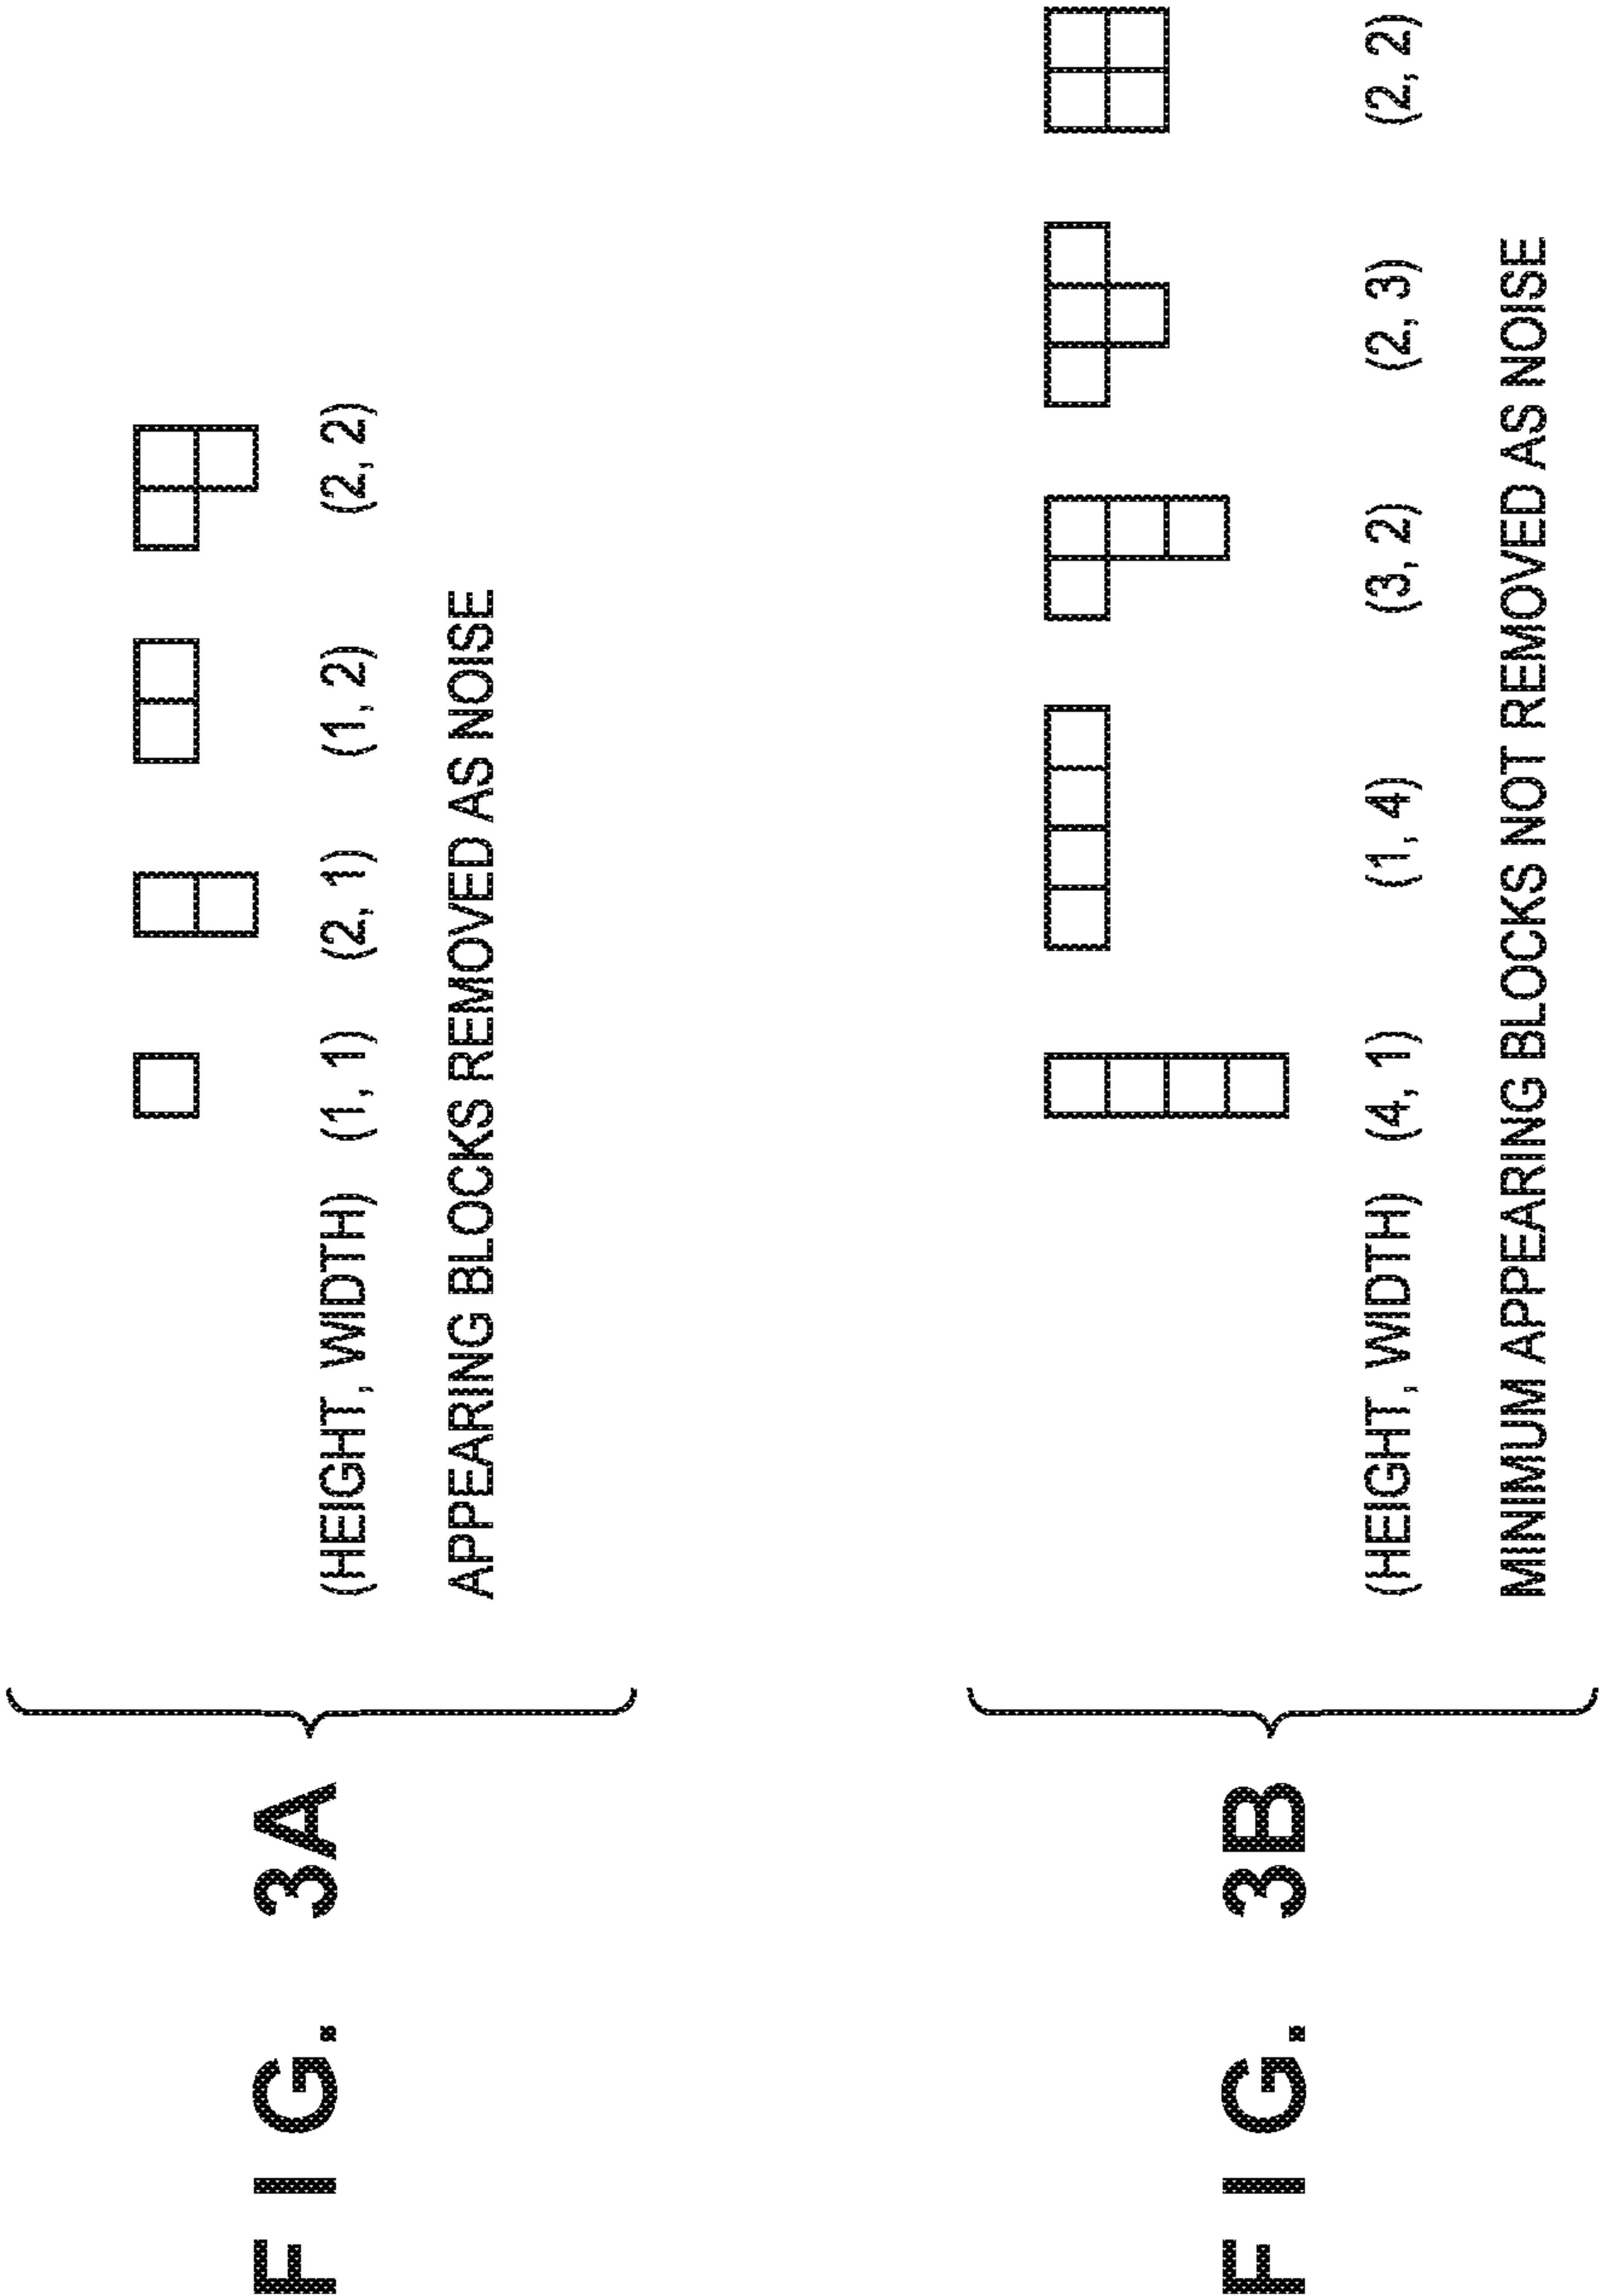 FIG. 3A
(HEIGHT, WIDTH) (1, 1) (2, 1) (1, 2) (2, 2)
APPEARING BLOCKS REMOVED AS NOISE
FIG. 3B
(HEIGHT, WIDTH) (4, 1) (1, 4) (3, 2) (2, 3) (2, 2)
MINIMUM APPEARING BLOCKS NOT REMOVED AS NOISE